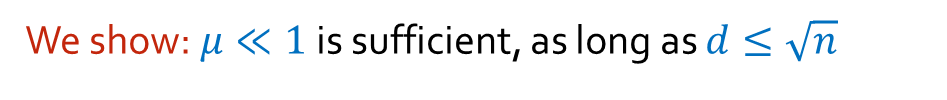 We show: μ ≪ 1 is sufficient, as long as d ≤ √n